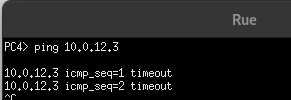 Rue
PC4> ping 10.0.12.3
10.0.12.3 icmp_seq=1 timeout
10.0.12.3 icmp_seq=2 timeout
^C